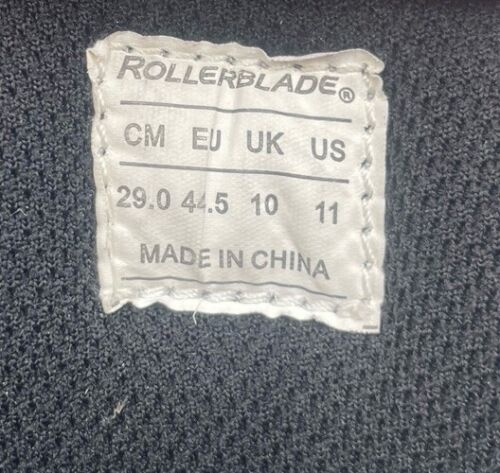 ROLLERBLADE®
CM EU UK US
29.0 44.5 10 11
MADE IN CHINA